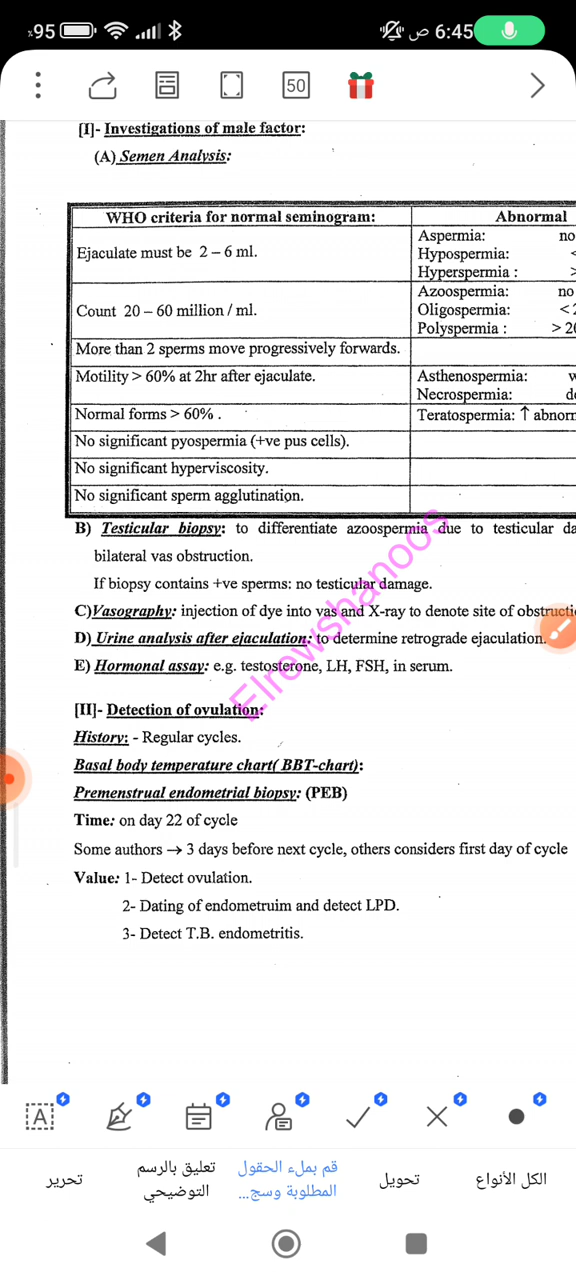 %95
6:45 ص
50
[I]- Investigations of male factor:
(A) Semen Analysis:
WHO criteria for normal seminogram: Abnormal
Ejaculate must be 2 – 6 ml. Aspermia: no
Hypospermia: <
Hyperspermia : >
Count 20 – 60 million / ml. Azoospermia: no
Oligospermia: <2
Polyspermia : > 20
More than 2 sperms move progressively forwards.
Motility > 60% at 2hr after ejaculate. Asthenospermia: w
Necrospermia: de
Normal forms > 60% . Teratospermia: ↑ abnorm
No significant pyospermia (+ve pus cells).
No significant hyperviscosity.
No significant sperm agglutination.
B) Testicular biopsy: to differentiate azoospermia due to testicular da
bilateral vas obstruction.
If biopsy contains +ve sperms: no testicular damage.
C)Vasography: injection of dye into vas and X-ray to denote site of obstructi
D) Urine analysis after ejaculation: to determine retrograde ejaculation.
E) Hormonal assay: e.g. testosterone, LH, FSH, in serum.
Elrewshanoos
[II]- Detection of ovulation:
History: - Regular cycles.
Basal body temperature chart( BBT-chart):
Premenstrual endometrial biopsy: (PEB)
Time: on day 22 of cycle
Some authors → 3 days before next cycle, others considers first day of cycle
Value: 1- Detect ovulation.
2- Dating of endometruim and detect LPD.
3- Detect T.B. endometritis.
A
الكل الأنواع
تحويل
قم بملء الحقول
المطلوبة وسج...
تعليق بالرسم
التوضيحي
تحرير